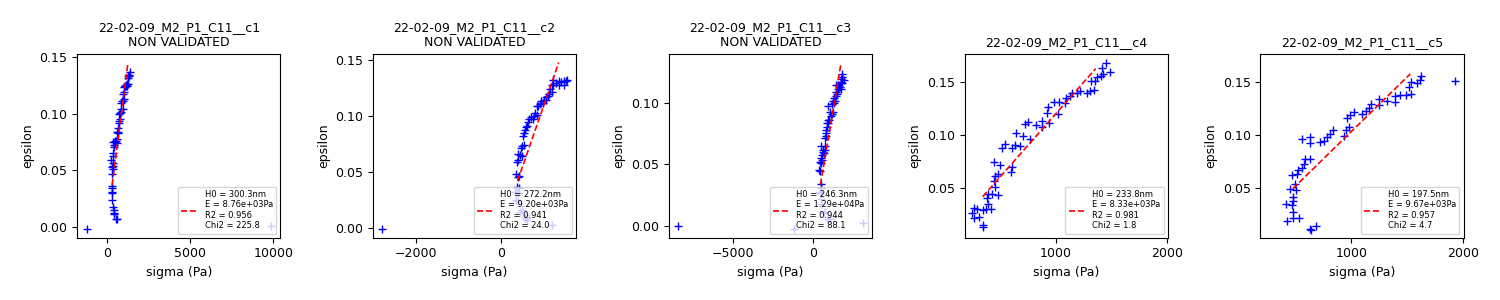 22-02-09_M2_P1_C11__c1
NON VALIDATED
0.15
0.10
0.05
0.00
epsilon
0
5000
10000
sigma (Pa)
H0 = 300.3nm
E = 8.76e+03Pa
R2 = 0.956
Chi2 = 225.8
22-02-09_M2_P1_C11__c2
NON VALIDATED
0.15
0.10
0.05
0.00
epsilon
−2000
0
sigma (Pa)
H0 = 272.2nm
E = 9.20e+03Pa
R2 = 0.941
Chi2 = 24.0
22-02-09_M2_P1_C11__c3
NON VALIDATED
0.10
0.05
0.00
epsilon
−5000
0
sigma (Pa)
H0 = 246.3nm
E = 1.29e+04Pa
R2 = 0.944
Chi2 = 88.1
22-02-09_M2_P1_C11__c4
0.15
0.10
0.05
epsilon
1000
2000
sigma (Pa)
H0 = 233.8nm
E = 8.33e+03Pa
R2 = 0.981
Chi2 = 1.8
22-02-09_M2_P1_C11__c5
0.15
0.10
0.05
epsilon
1000
2000
sigma (Pa)
H0 = 197.5nm
E = 9.67e+03Pa
R2 = 0.957
Chi2 = 4.7